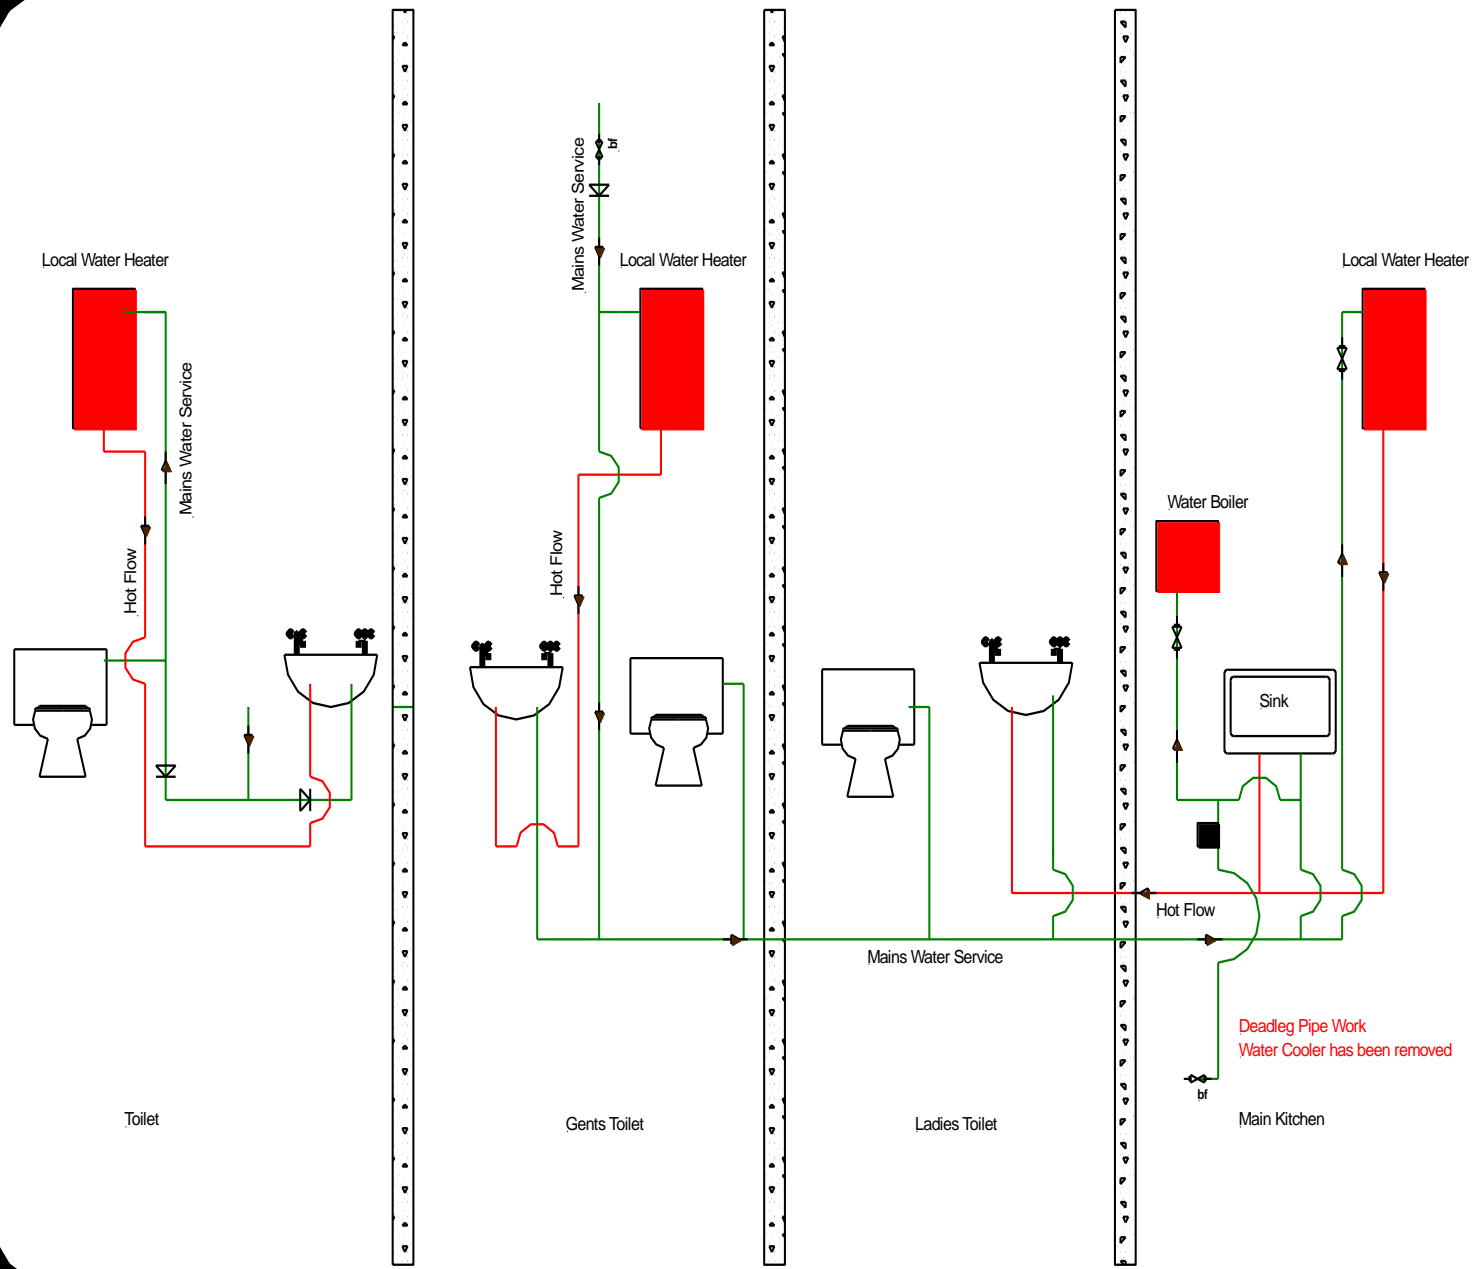 Mains Water Service
bf
Local Water Heater
Local Water Heater
Local Water Heater
Mains Water Service
Water Boiler
Hot Flow
Hot Flow
Sink
Hot Flow
Mains Water Service
Deadleg Pipe Work
Water Cooler has been removed
bf
Toilet
Gents Toilet
Ladies Toilet
Main Kitchen